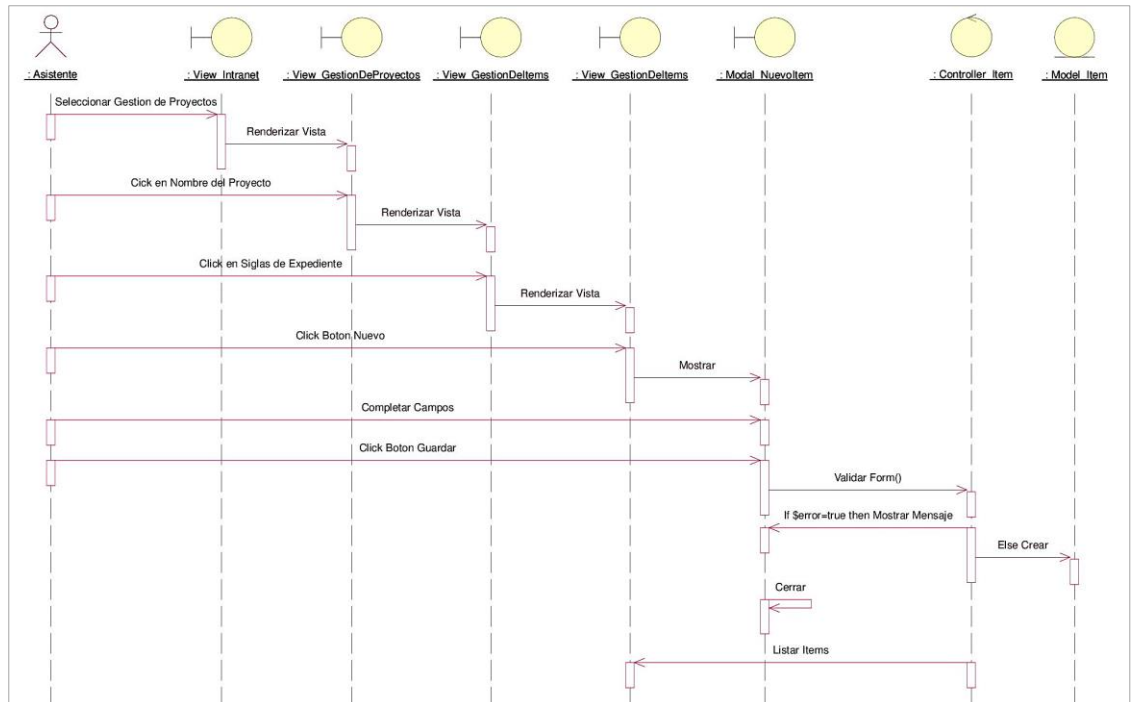 : Asistente
: View_Intranet
: View_GestionDeProyectos
: View_GestionDeItems
: View_GestionDeItems
: Modal_NuevoItem
: Controller_Item
: Model_Item
Seleccionar Gestion de Proyectos
Renderizar Vista
Cick en Nombre del Proyecto
Renderizar Vista
Click en Siglas de Expediente
Renderizar Vista
Click Boton Nuevo
Mostrar
Completar Campos
Click Boton Guardar
Validar Form()
If $error=true then Mostrar Mensaje
Else Crear
Cerrar
Listar Items